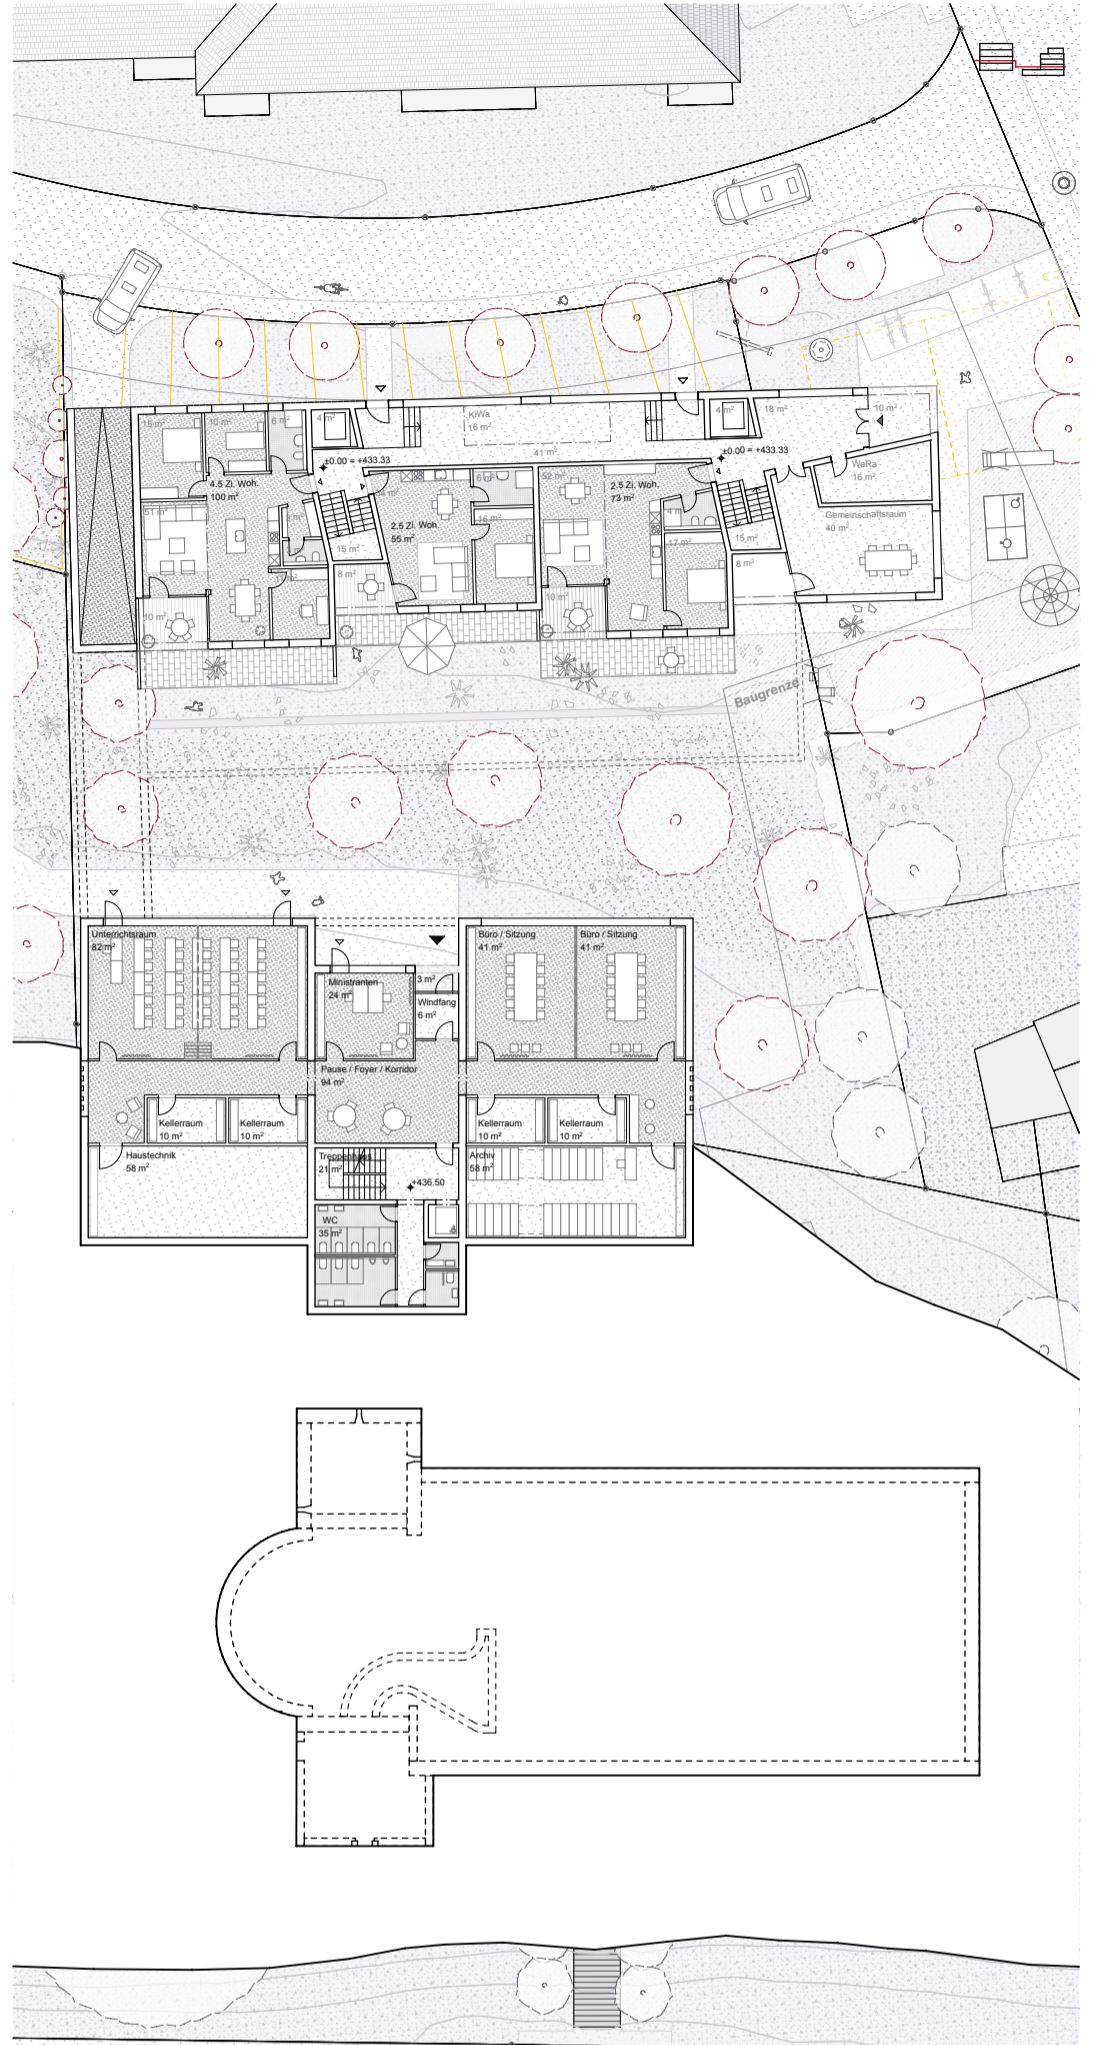 KiWa
16 m²
4 m²
18 m²
10 m²
15 m²
10 m²
6 m²
4 m²
41 m²
±0.00 = +433.33
±0.00 = +433.33
WaRa
16 m²
4.5 Zi. Woh.
100 m²
2.5 Zi. Woh.
55 m²
52 m²
2.5 Zi. Woh.
73 m²
6 m²
4 m²
51 m²
16 m²
Gemeinschaftsraum
40 m²
15 m²
15 m²
17 m²
8 m²
8 m²
10 m²
10 m²
Baugrenze
Unterrichtsraum
82 m²
Büro / Sitzung
41 m²
Büro / Sitzung
41 m²
Ministranten
24 m²
3 m²
Windfang
6 m²
Pause / Foyer / Korridor
94 m²
Kellerraum
10 m²
Kellerraum
10 m²
Kellerraum
10 m²
Kellerraum
10 m²
Haustechnik
58 m²
Treppenhaus
21 m²
Archiv
58 m²
+436.50
WC
35 m²